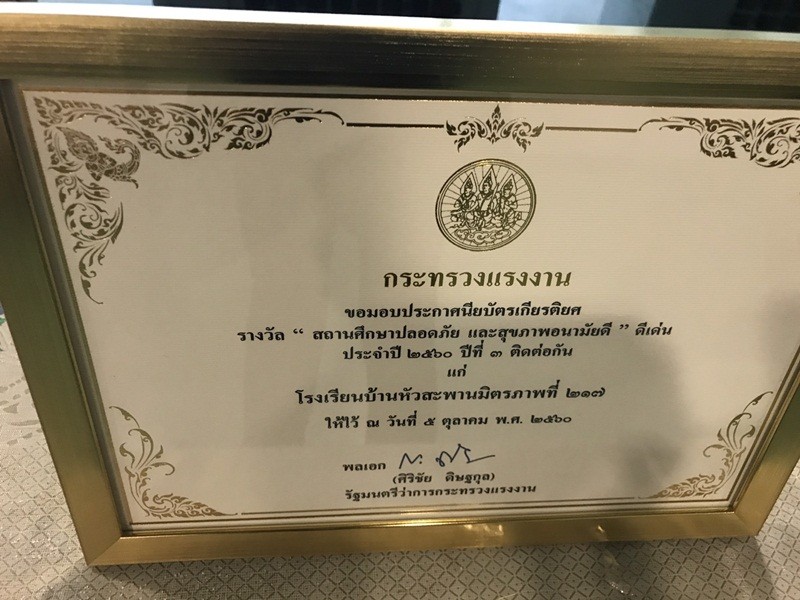 กระทรวงแรงงาน
ขอมอบประกาศนียบัตรเกียรติยศ
รางวัล “ สถานศึกษาปลอดภัย และสุขภาพอนามัยดี ” ดีเด่น
ประจำปี ๒๕๖๐ ปีที่ ๓ ติดต่อกัน
แก่
โรงเรียนบ้านหัวสะพานมิตรภาพที่ ๒๑๗
ให้ไว้ ณ วันที่ ๕ ตุลาคม พ.ศ. ๒๕๖๐
พลเอก
(ศิริชัย ดิษฐกุล)
รัฐมนตรีว่าการกระทรวงแรงงาน